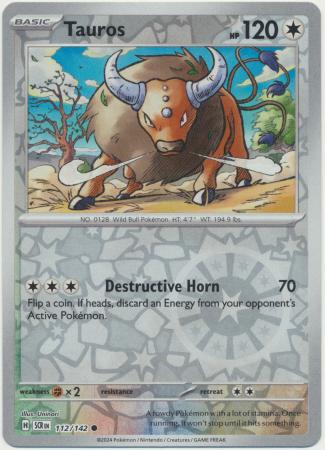 BASIC
Tauros
HP 120
NO. 0128 Wild Bull Pokémon HT: 4'7" WT: 194.9 lbs.
Destructive Horn 70
Flip a coin. If heads, discard an Energy from your opponent's
Active Pokémon.
weakness ×2 resistance retreat
Illus. Uninori
H SCR EN 112/142
A rowdy Pokémon with a lot of stamina. Once
running, it won't stop until it hits something.
©2024 Pokémon / Nintendo / Creatures / GAME FREAK